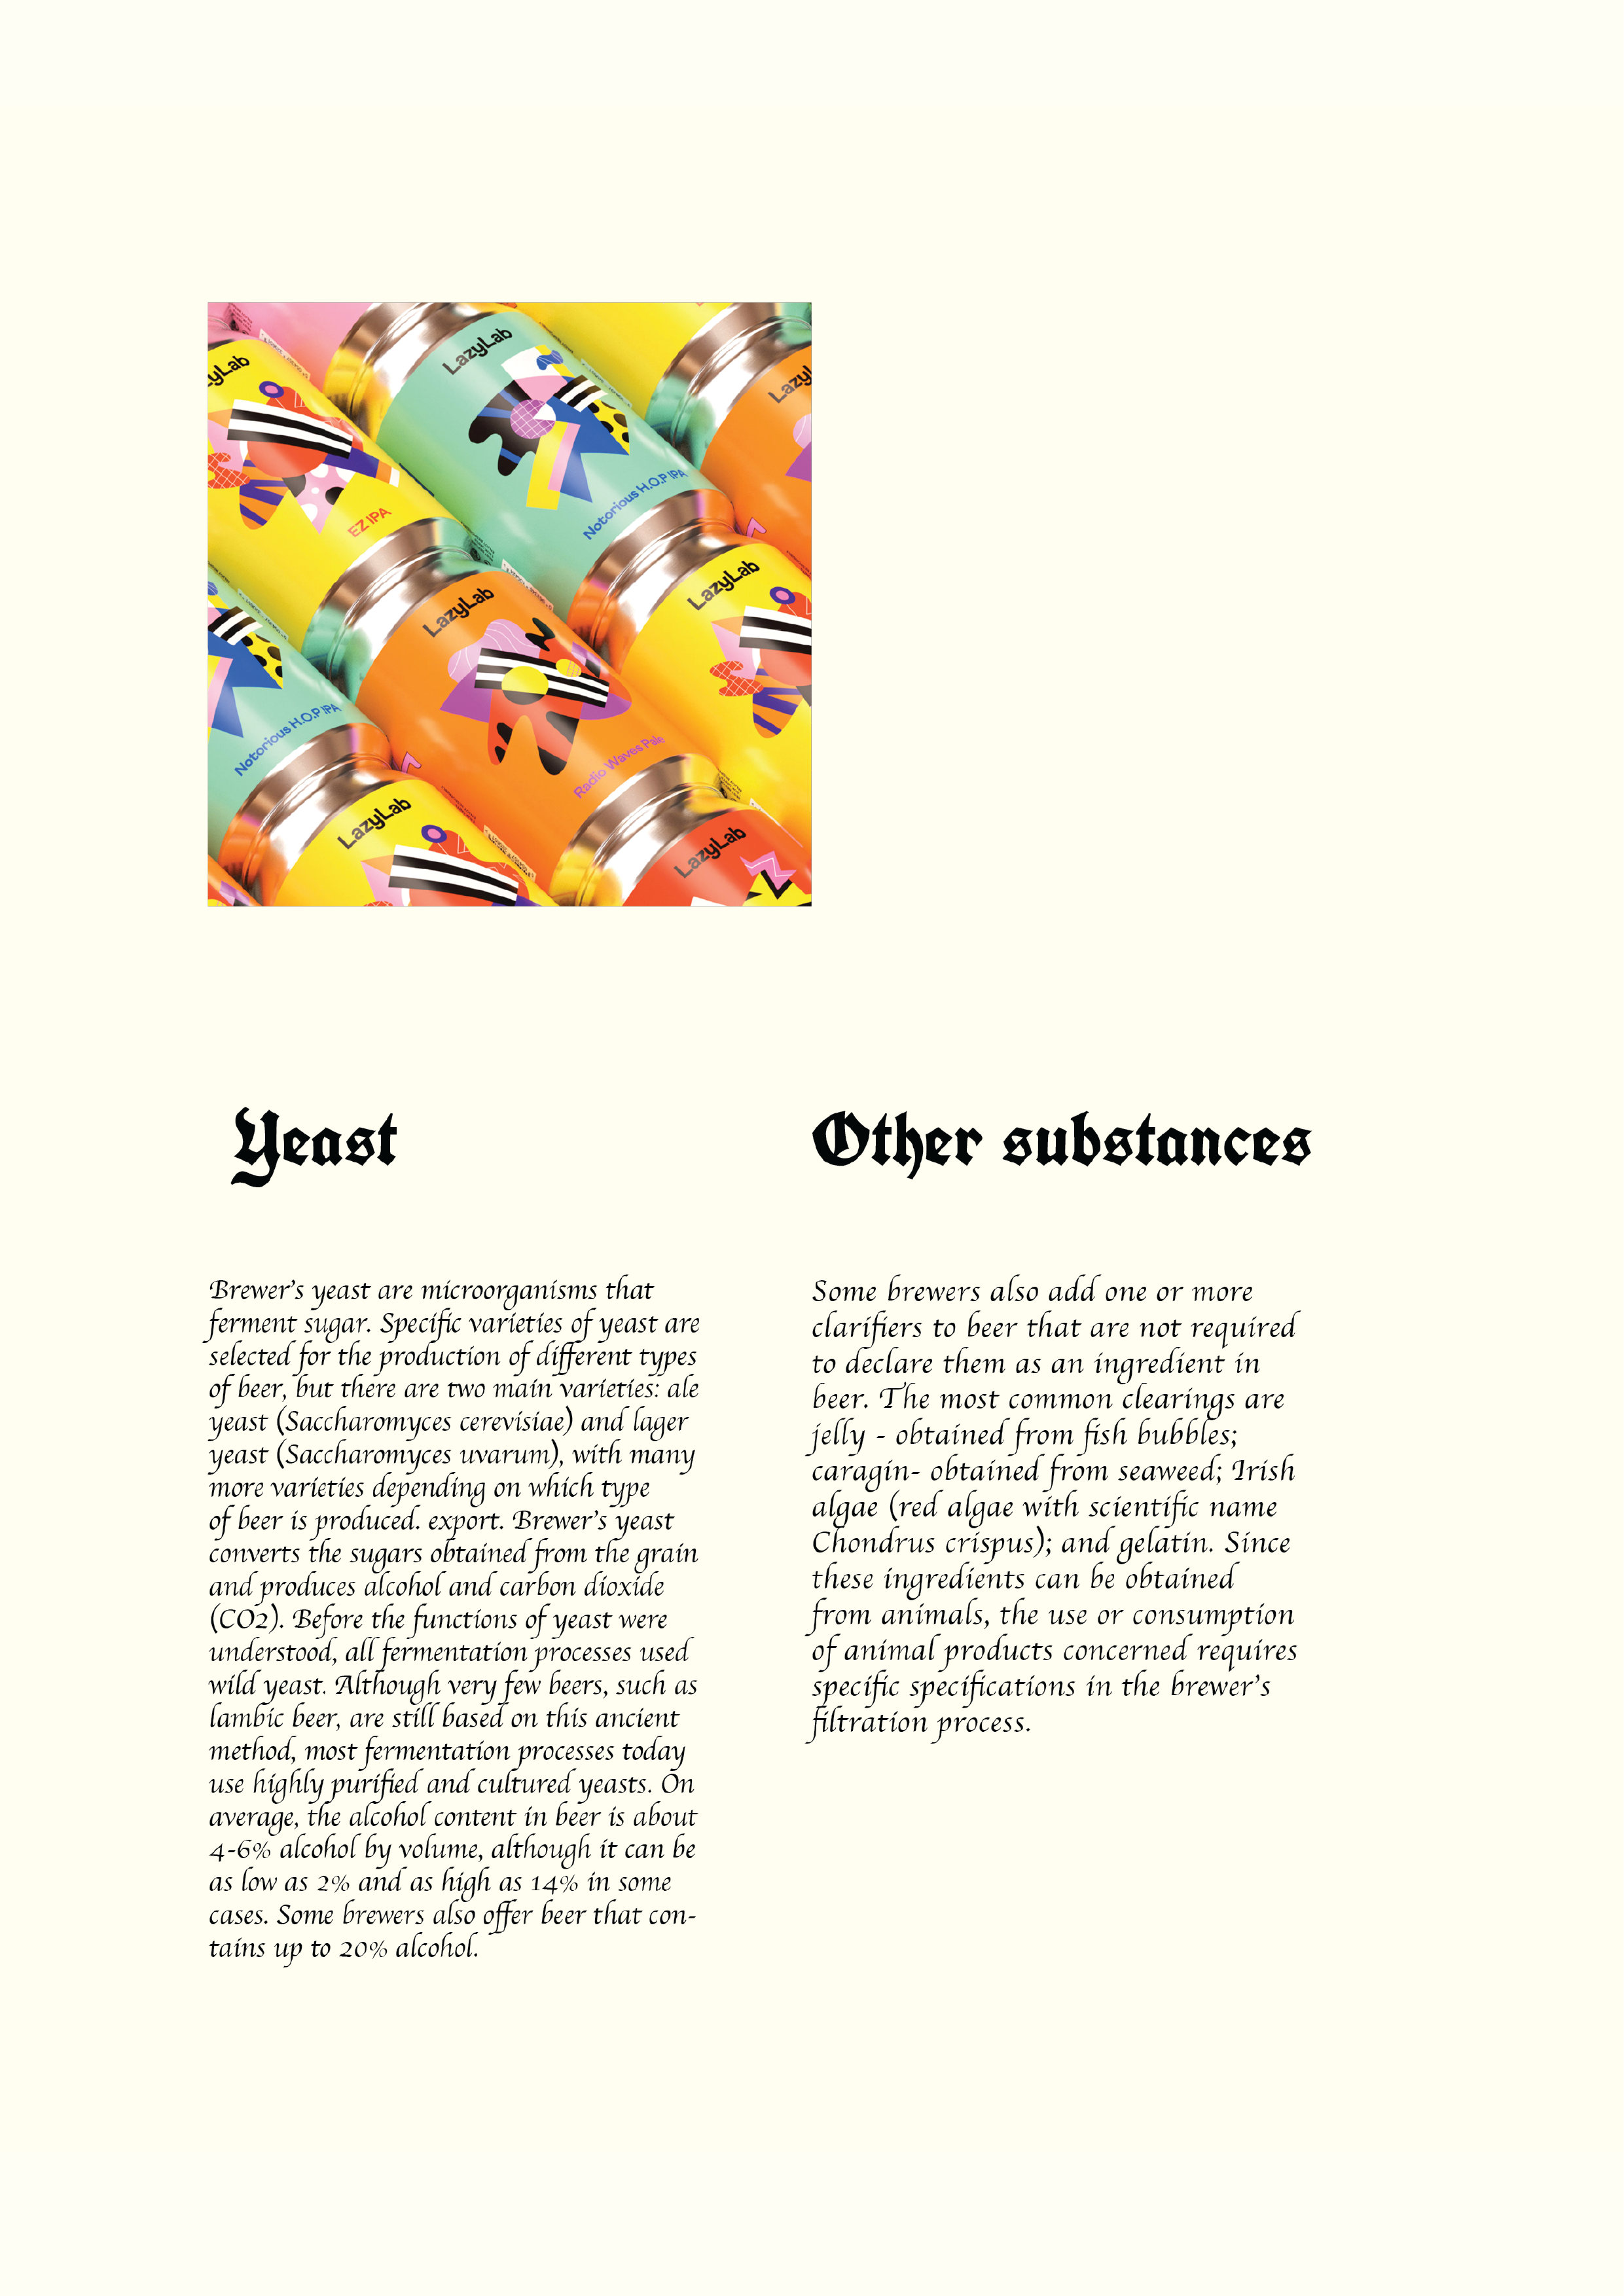 LazyLab
LazyLab
EZ IPA
Notorious H.O.P IPA
LazyLab
LazyLab
Notorious H.O.P IPA
Radio Waves Pale
LazyLab
LazyLab
Yeast
Brewer's yeast are microorganisms that
ferment sugar. Specific varieties of yeast are
selected for the production of different types
of beer, but there are two main varieties: ale
yeast (Saccharomyces cerevisiae) and lager
yeast (Saccharomyces uvarum), with many
more varieties depending on which type
of beer is produced. export. Brewer's yeast
converts the sugars obtained from the grain
and produces alcohol and carbon dioxide
(CO2). Before the functions of yeast were
understood, all fermentation processes used
wild yeast. Although very few beers, such as
lambic beer, are still based on this ancient
method, most fermentation processes today
use highly purified and cultured yeasts. On
average, the alcohol content in beer is about
4-6% alcohol by volume, although it can be
as low as 2% and as high as 14% in some
cases. Some brewers also offer beer that con-
tains up to 20% alcohol.
Other substances
Some brewers also add one or more
clarifiers to beer that are not required
to declare them as an ingredient in
beer. The most common clearings are
jelly - obtained from fish bubbles;
caragin- obtained from seaweed; Irish
algae (red algae with scientific name
Chondrus crispus); and gelatin. Since
these ingredients can be obtained
from animals, the use or consumption
of animal products concerned requires
specific specifications in the brewer's
filtration process.